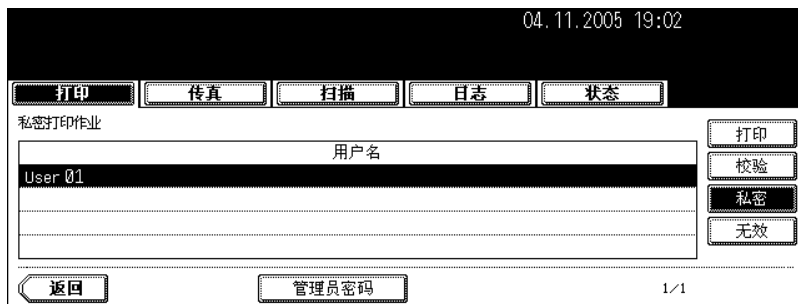 04.11.2005 19:02
打印 传真 扫描 日志 状态
私密打印作业
打印
用户名
校验
User 01
私密
无效
返回 管理员密码 1/1